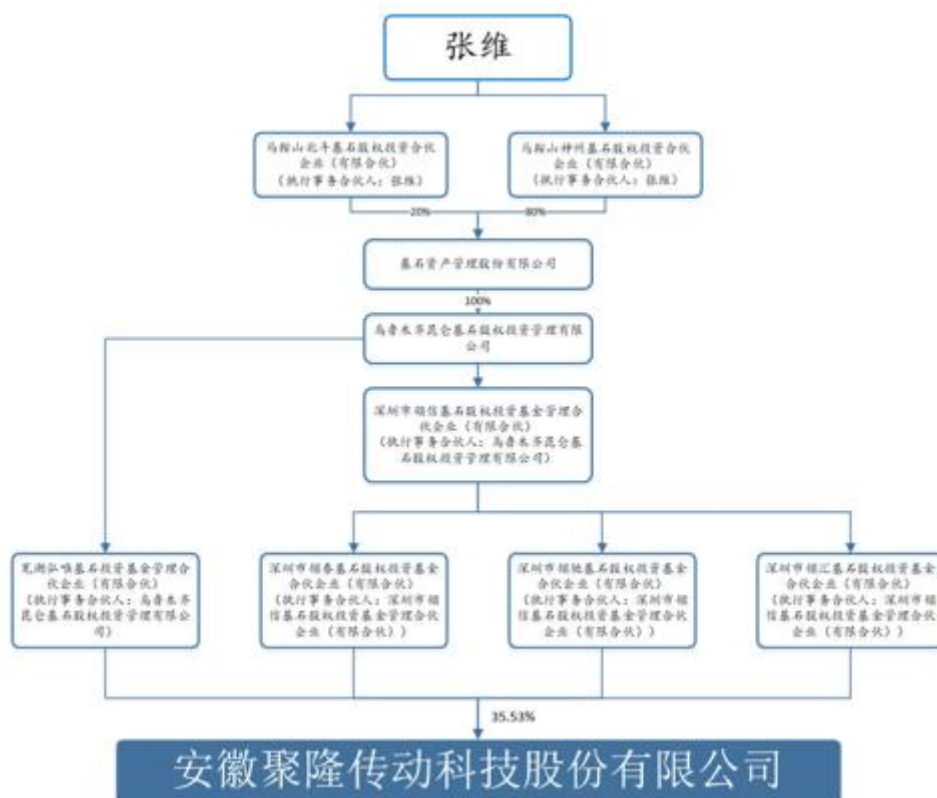 张维
马鞍山北斗基石股权投资合伙
企业（有限合伙）
（执行事务合伙人：张维）
马鞍山神州基石股权投资合伙
企业（有限合伙）
（执行事务合伙人：张维）
20%
80%
基石资产管理股份有限公司
100%
乌鲁木齐昆仑基石股权投资管理有限
公司
深圳市领信基石股权投资基金管理合
伙企业（有限合伙）
（执行事务合伙人：乌鲁木齐昆仑基
石股权投资管理有限公司）
芜湖弘唯基石投资基金管理合
伙企业（有限合伙）
（执行事务合伙人：乌鲁木齐
昆仑基石股权投资管理有限公
司）
深圳市领泰基石股权投资基金
合伙企业（有限合伙）
（执行事务合伙人：深圳市领
信基石股权投资基金管理合伙
企业（有限合伙））
深圳市领驰基石股权投资基金
合伙企业（有限合伙）
（执行事务合伙人：深圳市领
信基石股权投资基金管理合伙
企业（有限合伙））
深圳市领汇基石股权投资基金
合伙企业（有限合伙）
（执行事务合伙人：深圳市领
信基石股权投资基金管理合伙
企业（有限合伙））
35.53%
安徽聚隆传动科技股份有限公司